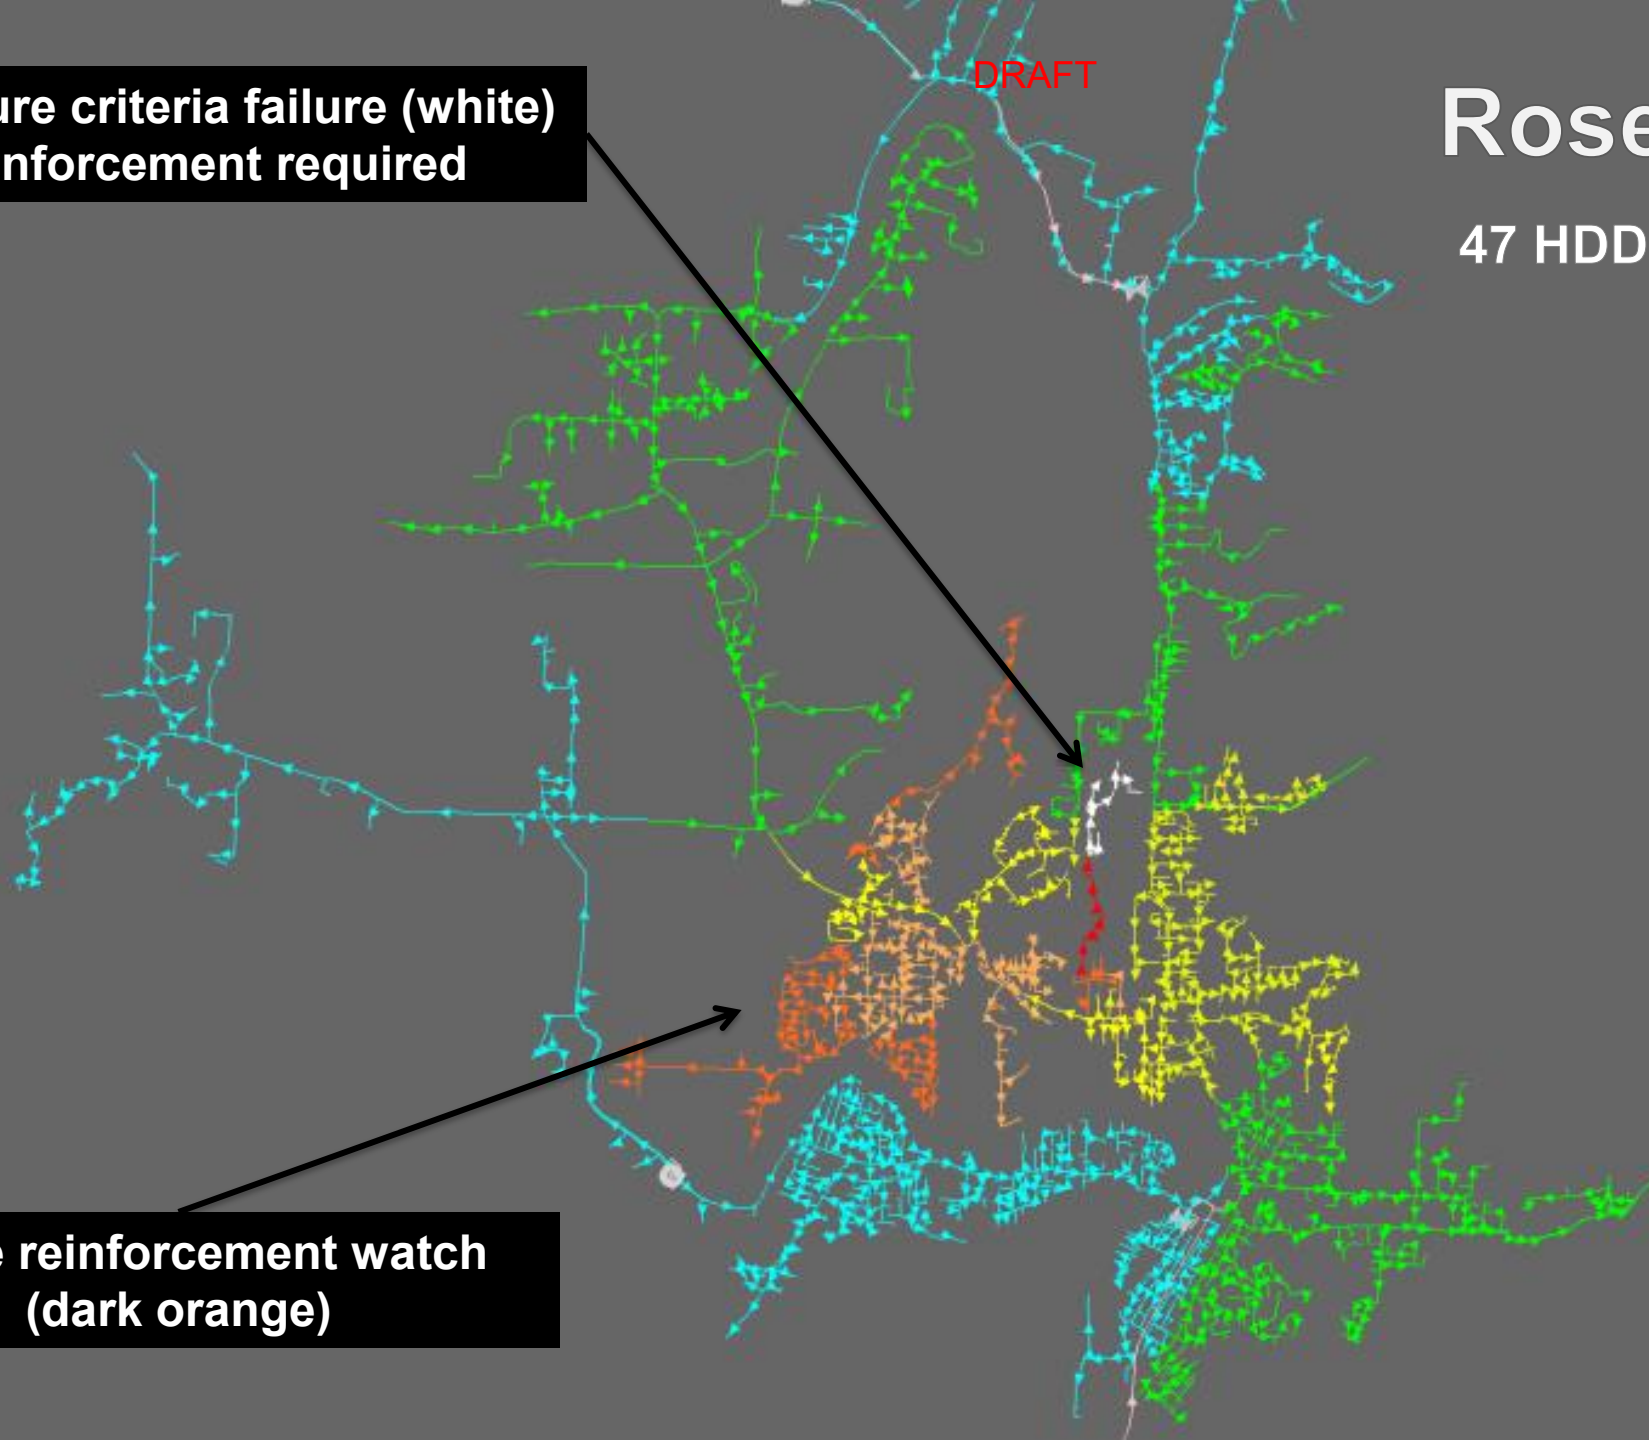 DRAFT
ure criteria failure (white)
nforcement required
Rose
47 HDD
reinforcement watch
(dark orange)